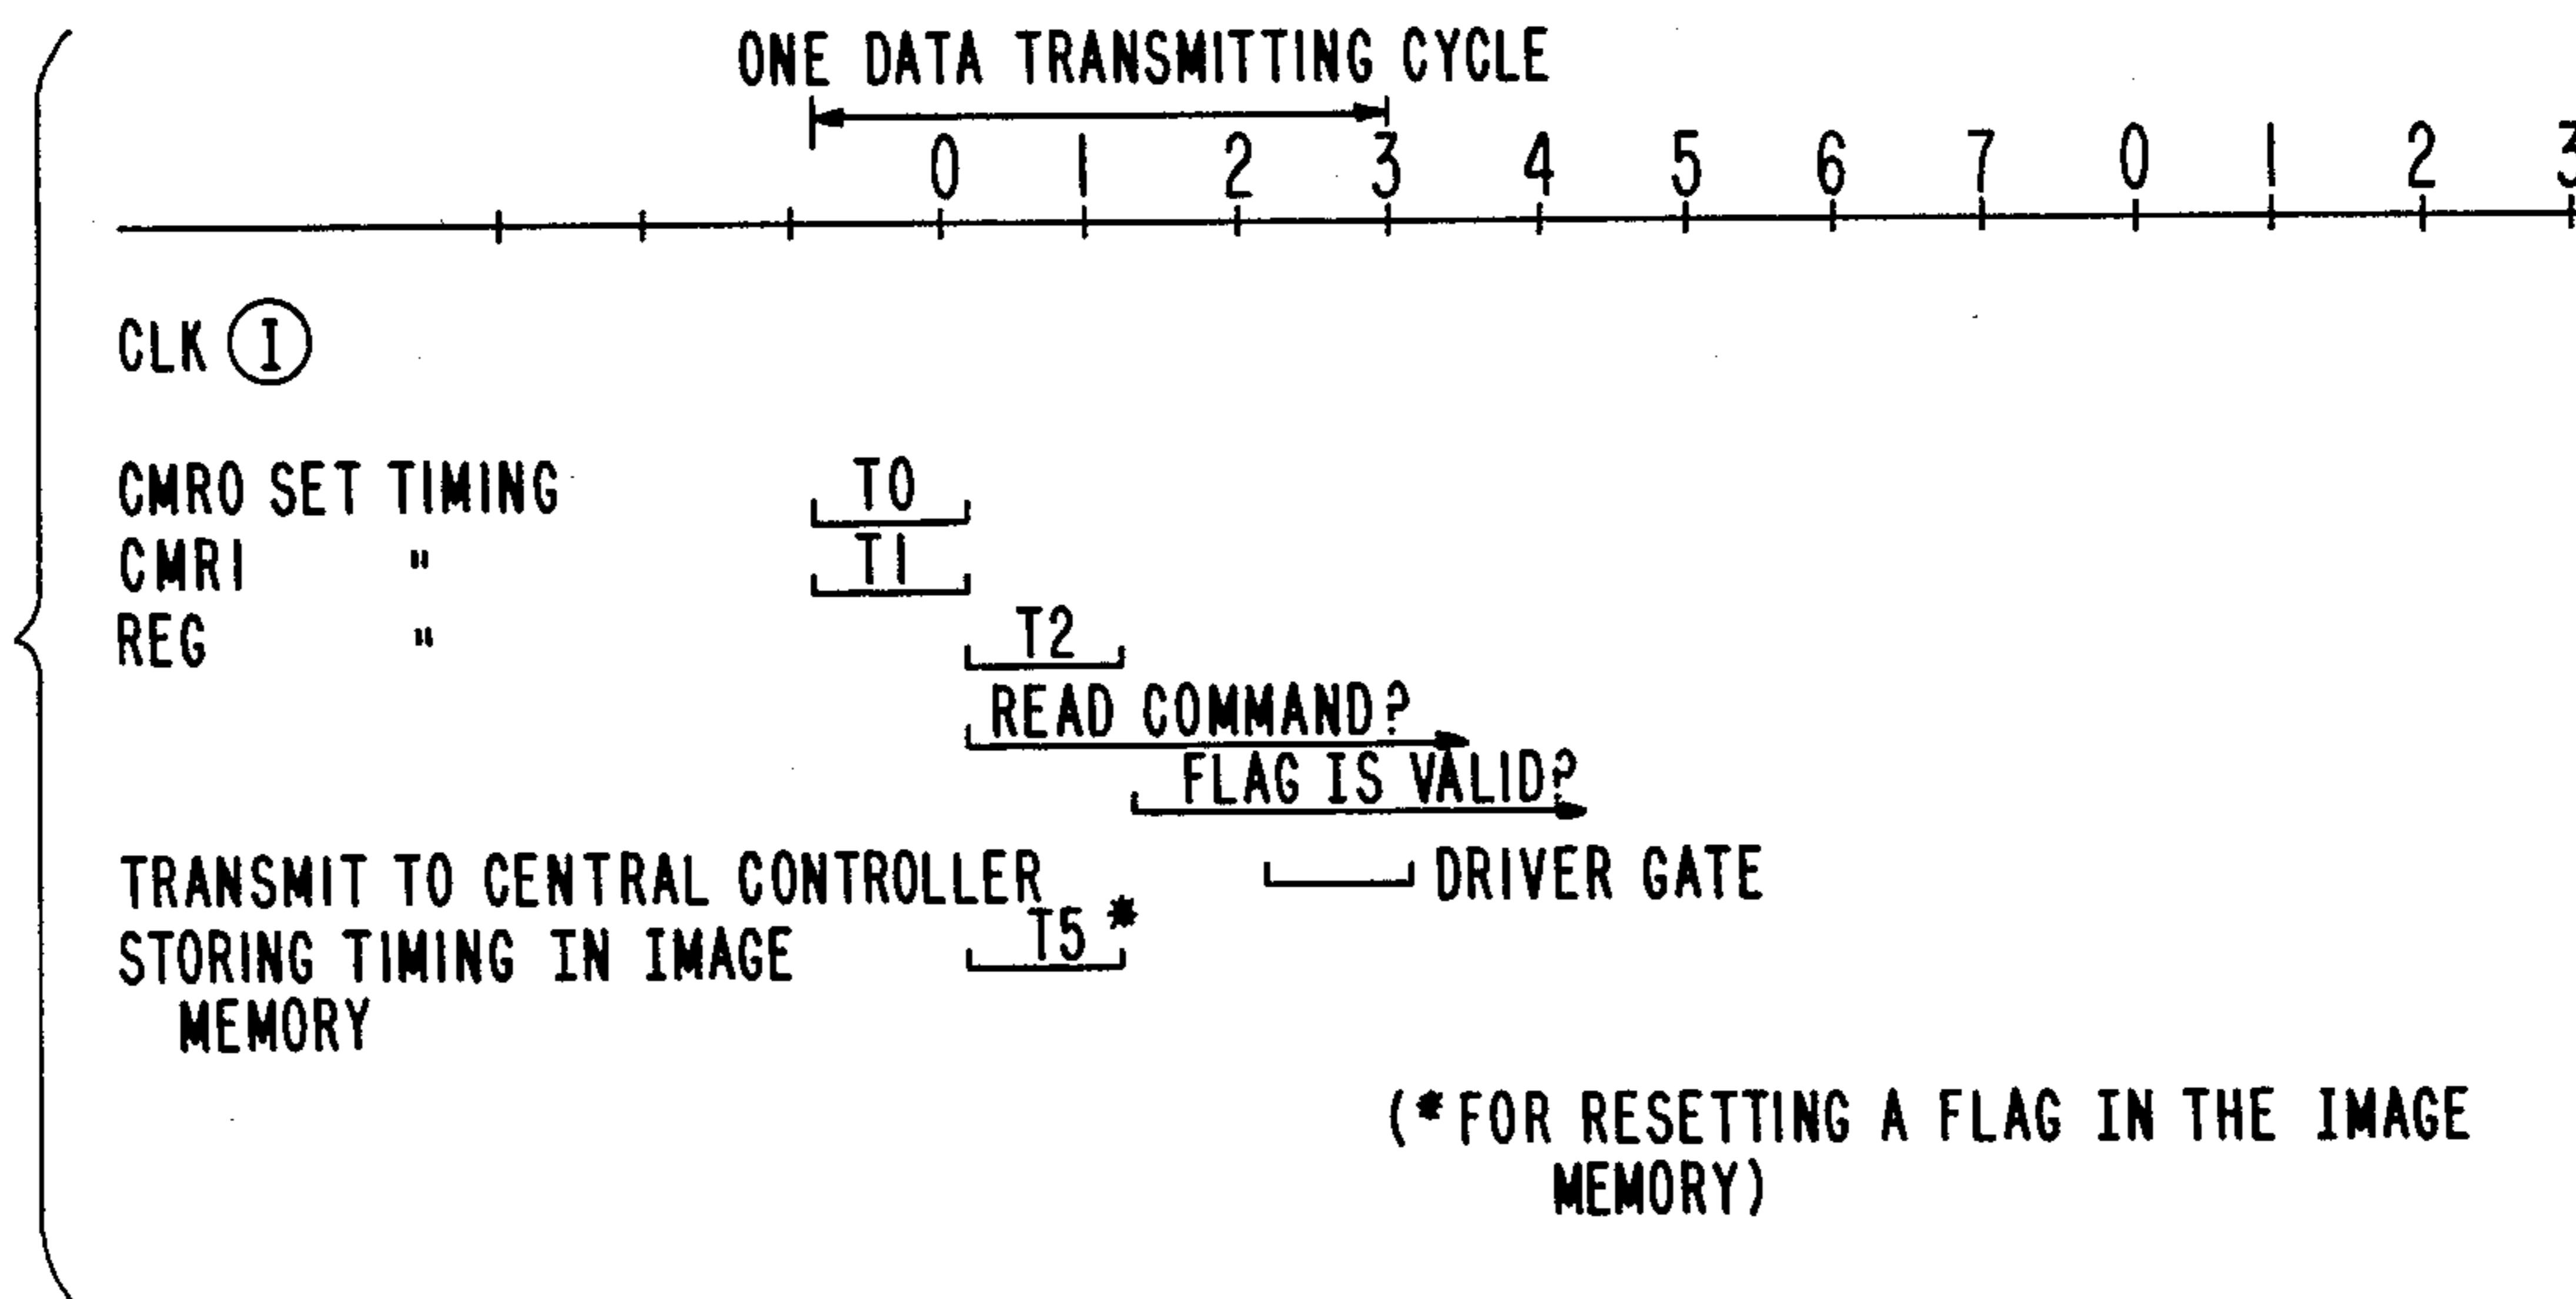 ONE DATA TRANSMITTING CYCLE
0 1 2 3 4 5 6 7 0 1 2 3
CLK I
CMR0 SET TIMING T0
CMR1 " T1
REG " T2
READ COMMAND?
FLAG IS VALID?
TRANSMIT TO CENTRAL CONTROLLER DRIVER GATE
STORING TIMING IN IMAGE T5 *
MEMORY
(* FOR RESETTING A FLAG IN THE IMAGE
MEMORY)